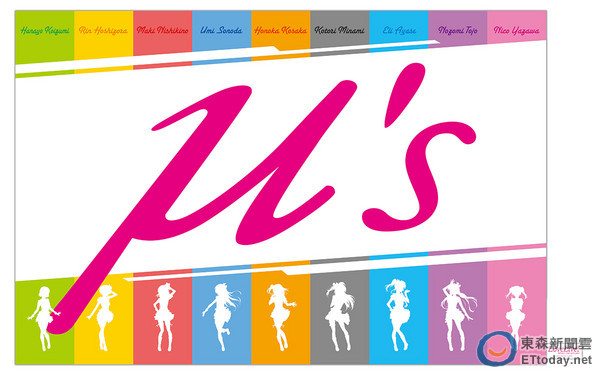 Hanayo Koizumi Rin Hoshizora Maki Nishikino Umi Sonoda Honoka Kosaka Kotori Minami Eli Ayase Nozomi Tojo Nico Yazawa
μ's
東森新聞雲
ETtoday.net